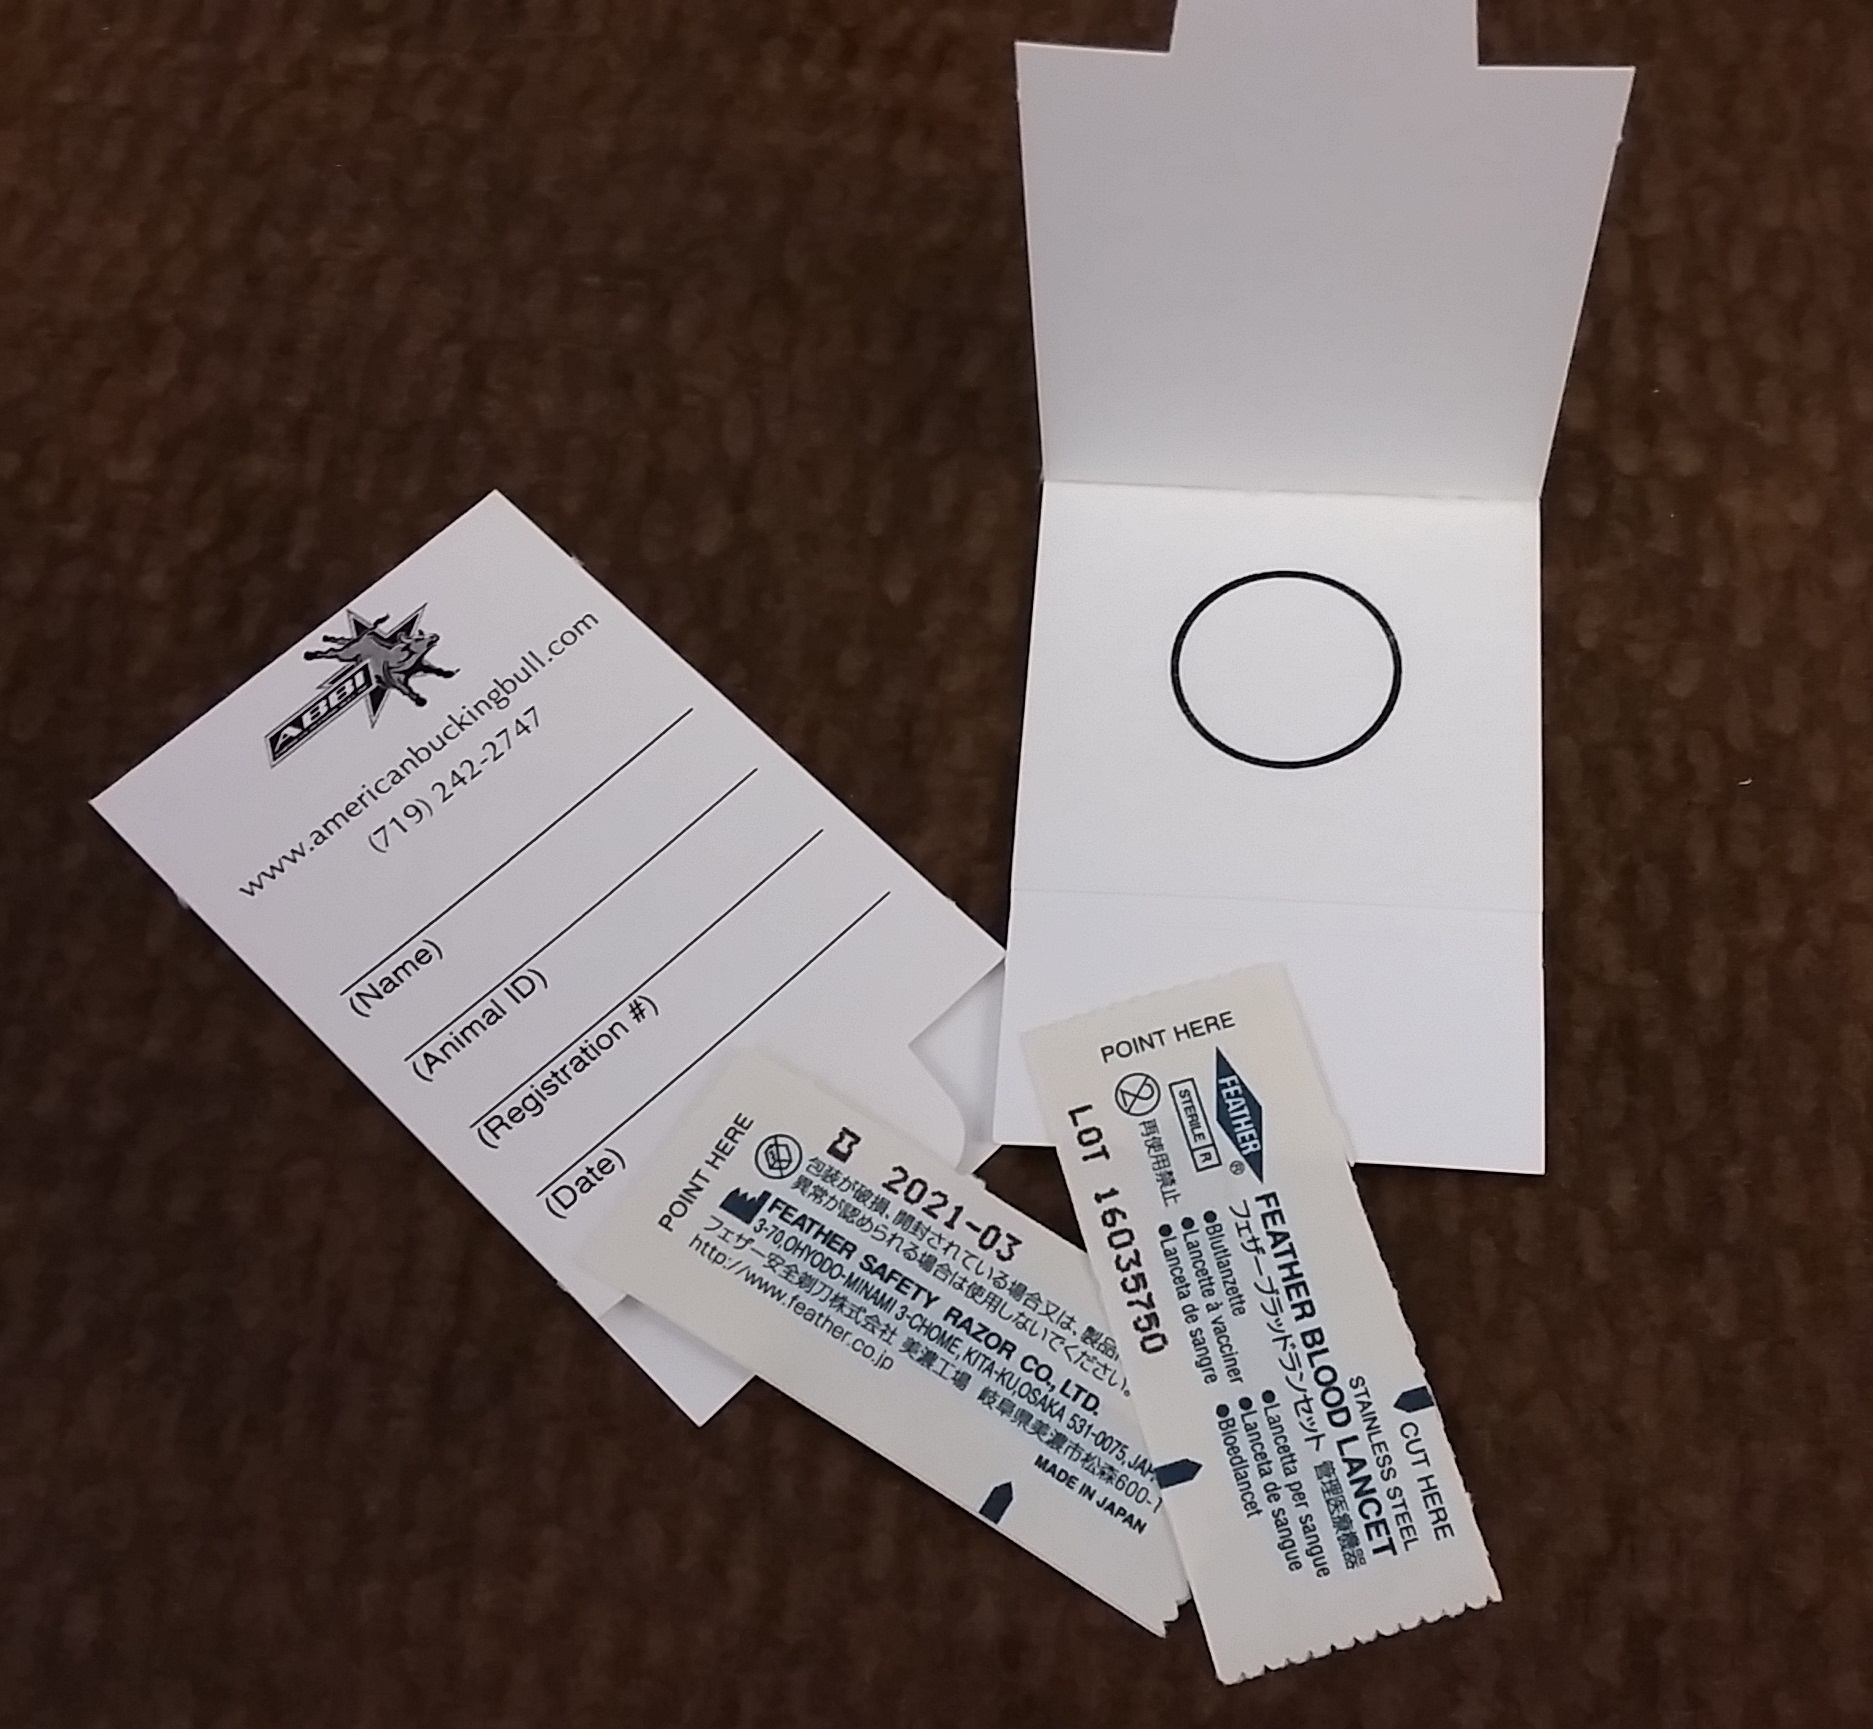 ABBI
www.americanbuckingbull.com
(719) 242-2747
(Name)
(Animal ID)
(Registration #)
(Date)
POINT HERE
2021-03
包装が破損、開封されている場合又は、製品
異常が認められる場合は使用しないでください。
FEATHER SAFETY RAZOR CO., LTD.
3-70, OHYODO-MINAMI 3-CHOME, KITA-KU, OSAKA 531-0075, JAP
フェザー安全剃刀株式会社 美濃工場 岐阜県美濃市松森600-1
http://www.feather.co.jp
MADE IN JAPAN
POINT HERE
FEATHER ®
STERILE R
2 再使用禁止
LOT 16035750
FEATHER BLOOD LANCET
STAINLESS STEEL
フェザーブラッドランセット 管理医療機器
●Blutlanzette ●Lancetta per sangue
●Lancette à vacciner ●Lanceta de sangue
●Lanceta de sangre ●Bloedlancet
CUT HERE